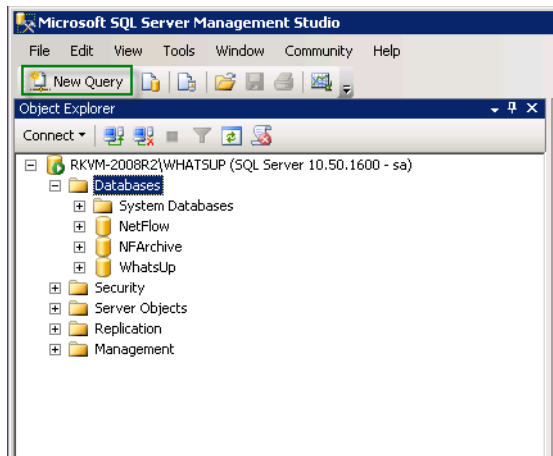 Microsoft SQL Server Management Studio
File Edit View Tools Window Community Help
New Query
Object Explorer
Connect
RKVM-2008R2\WHATSUP (SQL Server 10.50.1600 - sa)
Databases
System Databases
NetFlow
NFArchive
WhatsUp
Security
Server Objects
Replication
Management